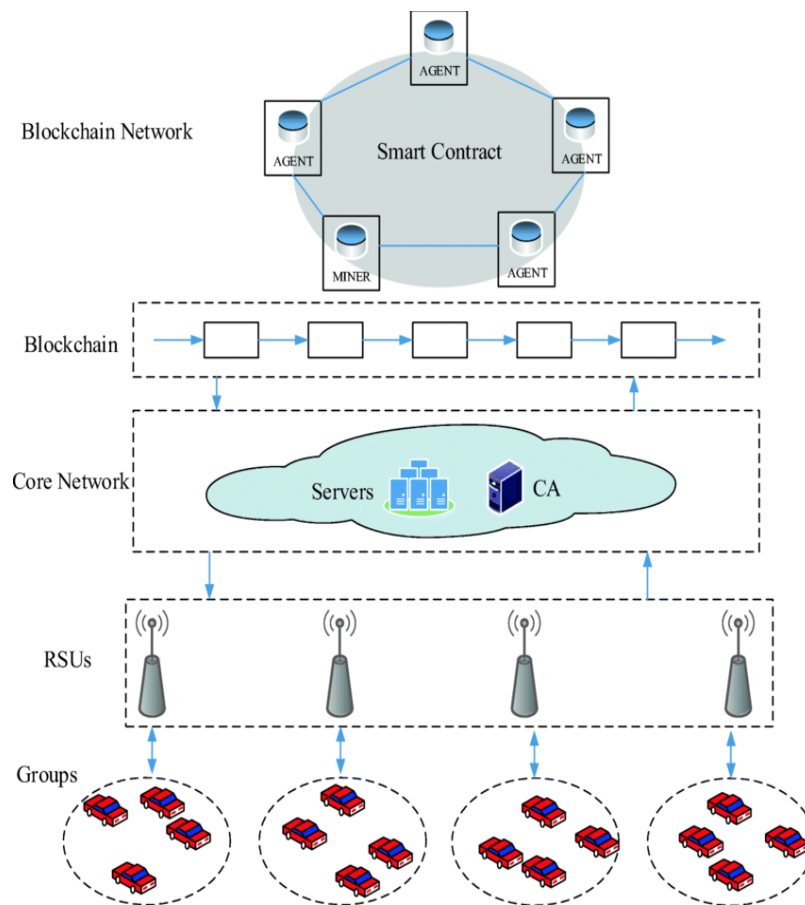 AGENT
Blockchain Network
AGENT
Smart Contract
AGENT
MINER
AGENT
Blockchain
Core Network
Servers
CA
RSUs
Groups